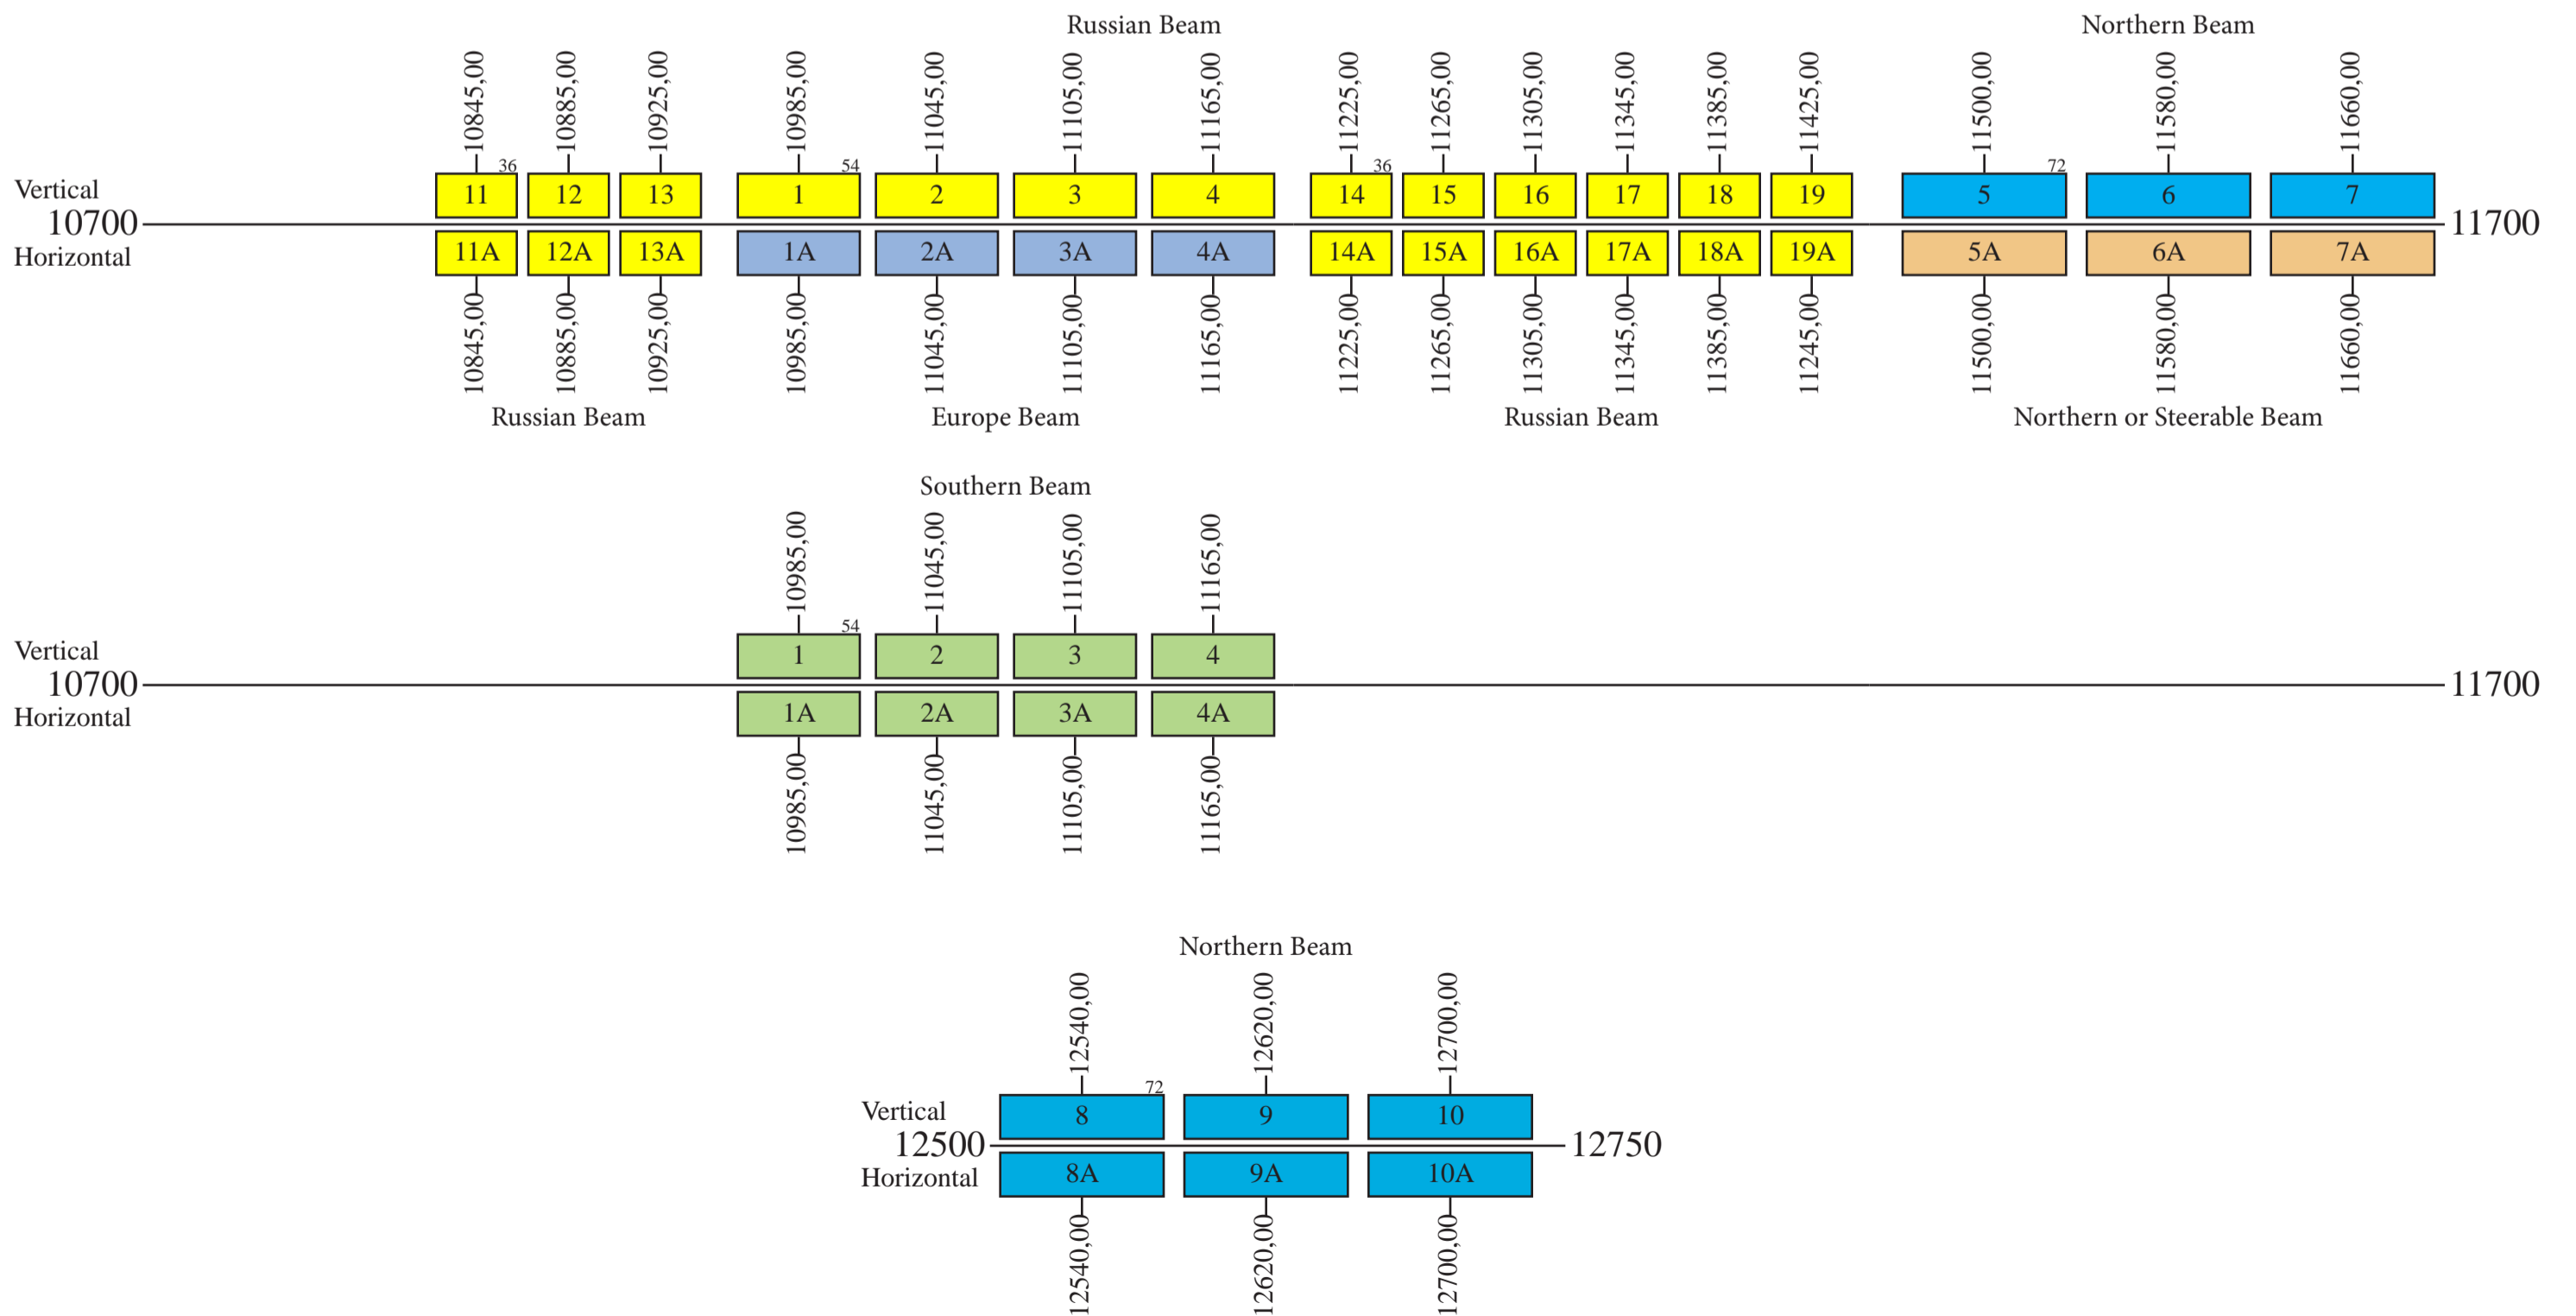 Russian Beam Northern Beam
10845,00 10885,00 10925,00 10985,00 11045,00 11105,00 11165,00 11225,00 11265,00 11305,00 11345,00 11385,00 11425,00 11500,00 11580,00 11660,00
36 54 36 72
Vertical 11 12 13 1 2 3 4 14 15 16 17 18 19 5 6 7
10700 11700
Horizontal 11A 12A 13A 1A 2A 3A 4A 14A 15A 16A 17A 18A 19A 5A 6A 7A
10845,00 10885,00 10925,00 10985,00 11045,00 11105,00 11165,00 11225,00 11265,00 11305,00 11345,00 11385,00 11245,00 11500,00 11580,00 11660,00
Russian Beam Europe Beam Russian Beam Northern or Steerable Beam
Southern Beam
10985,00 11045,00 11105,00 11165,00
54
Vertical 1 2 3 4
10700 11700
Horizontal 1A 2A 3A 4A
10985,00 11045,00 11105,00 11165,00
Northern Beam
12540,00 12620,00 12700,00
72
Vertical 8 9 10
12500 12750
Horizontal 8A 9A 10A
12540,00 12620,00 12700,00